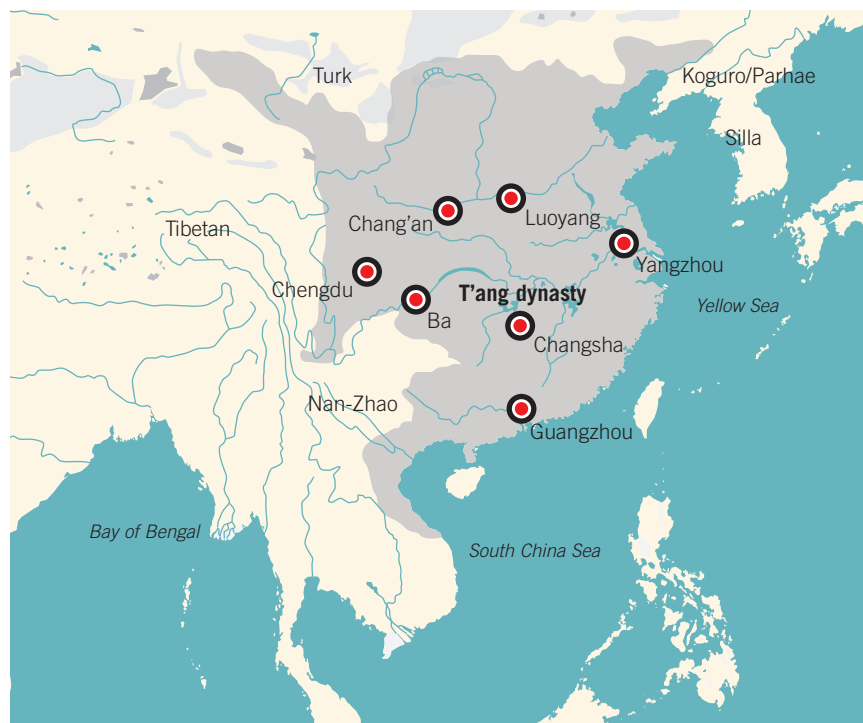 Turk
Koguro/Parhae
Silla
Chang’an
Luoyang
Tibetan
Yangzhou
Chengdu
T’ang dynasty
Yellow Sea
Ba
Changsha
Nan-Zhao
Guangzhou
Bay of Bengal
South China Sea